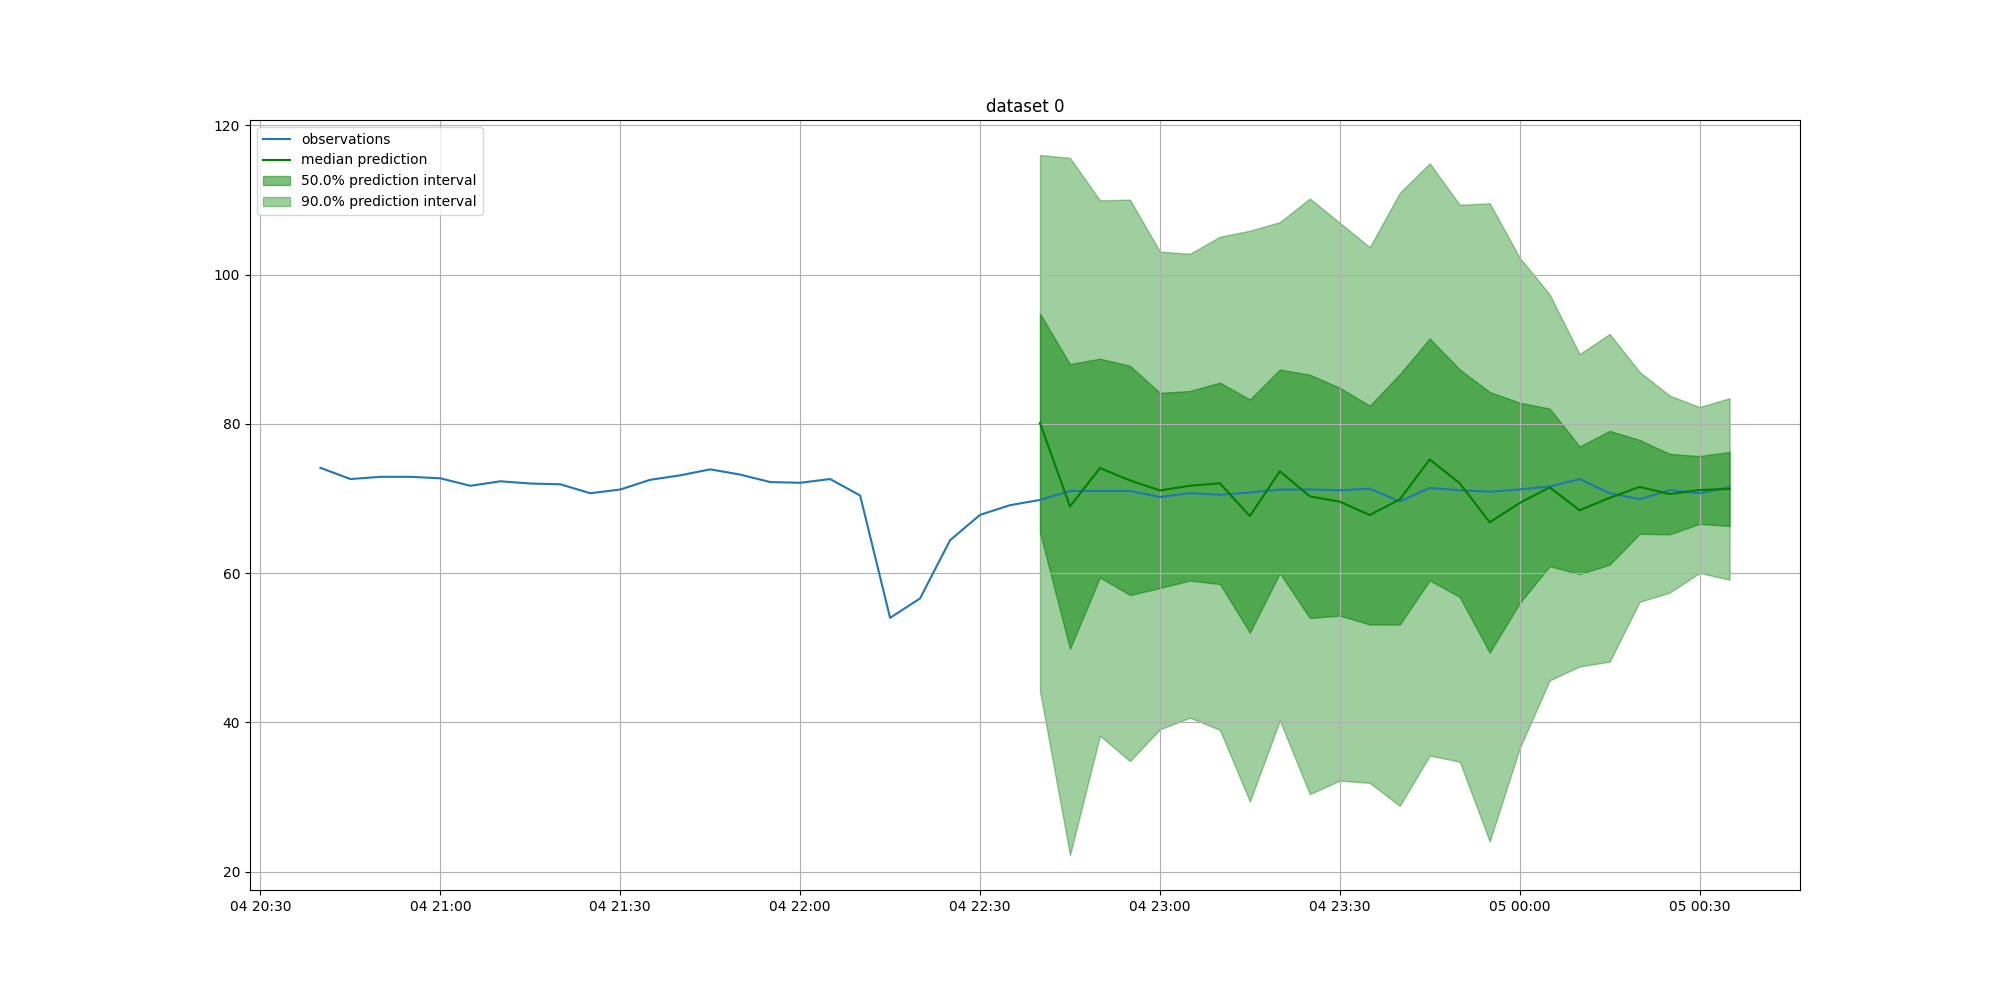 dataset 0
120
100
80
60
40
20
observations
median prediction
50.0% prediction interval
90.0% prediction interval
04 20:30 04 21:00 04 21:30 04 22:00 04 22:30 04 23:00 04 23:30 05 00:00 05 00:30